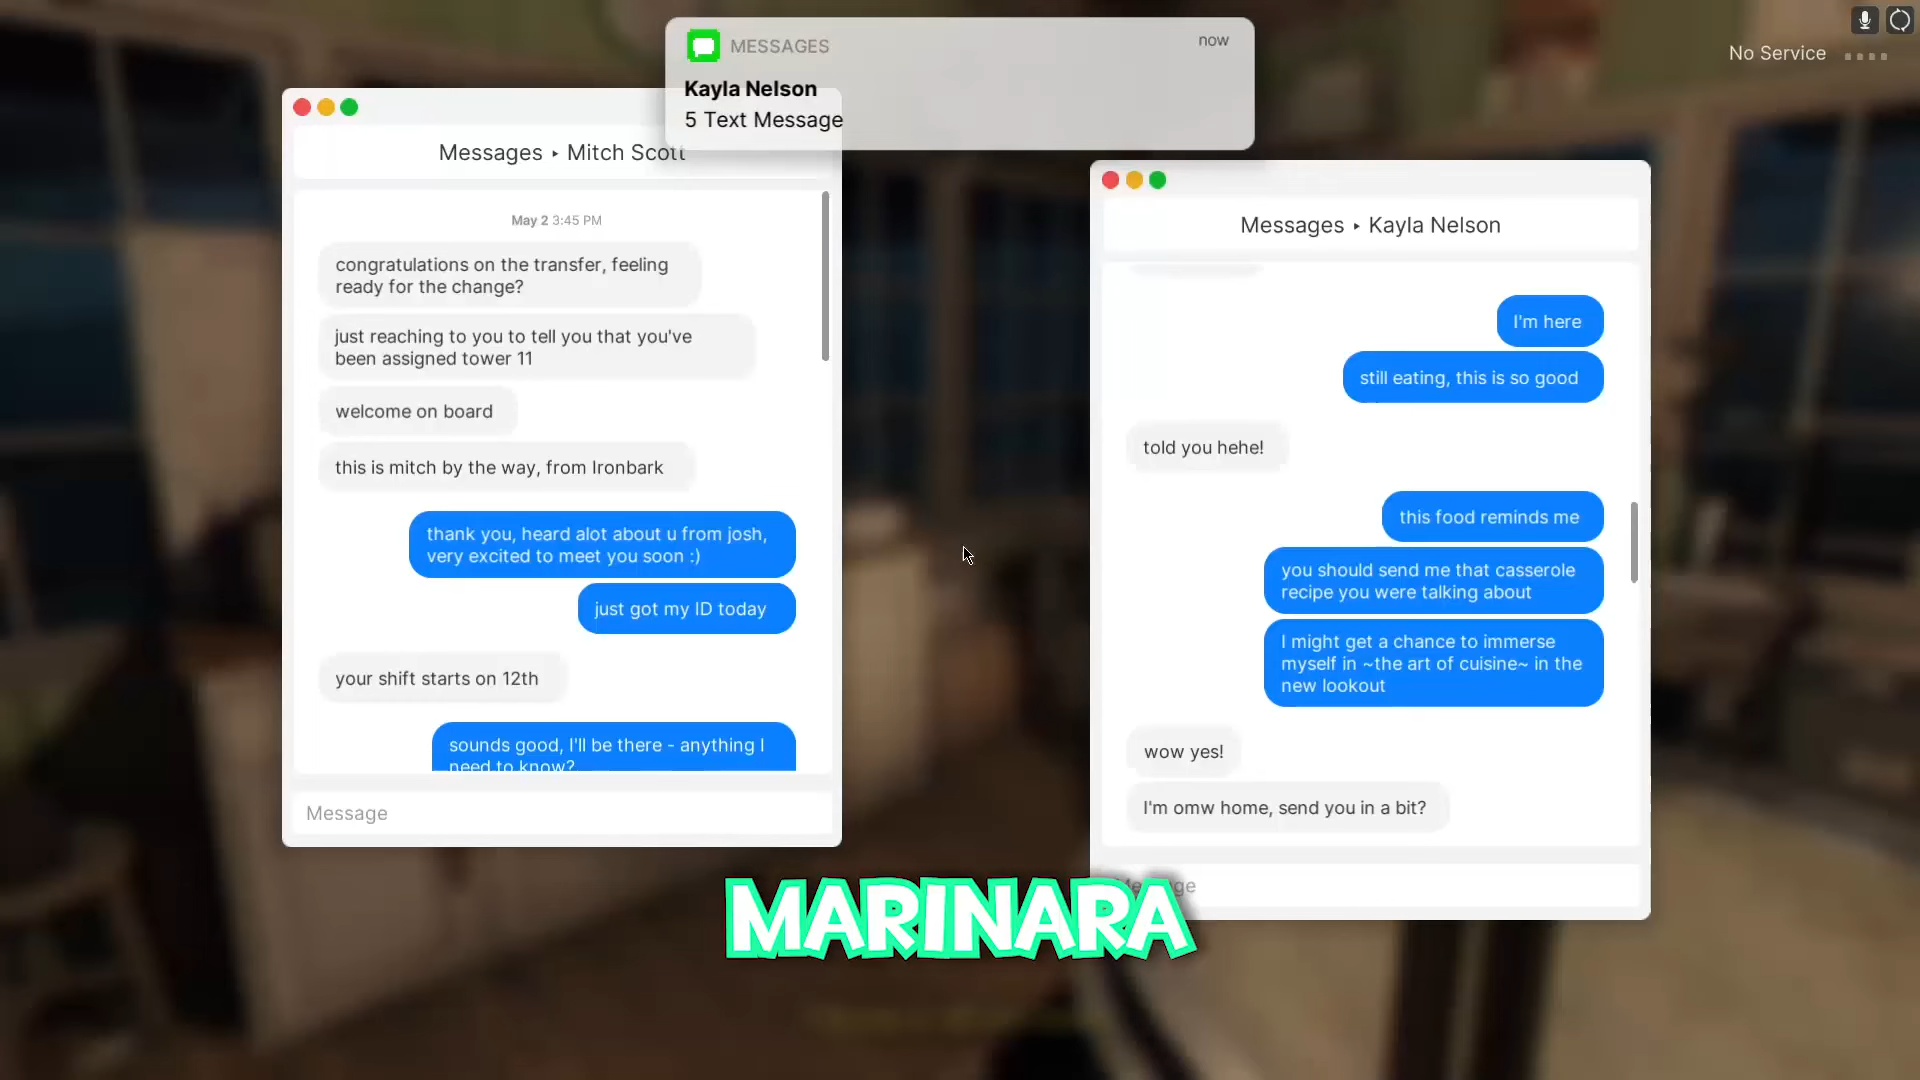 MESSAGES
now
Kayla Nelson
5 Text Message
No Service
Messages ‣ Mitch Scott
May 2 3:45 PM
congratulations on the transfer, feeling
ready for the change?
just reaching to you to tell you that you've
been assigned tower 11
welcome on board
this is mitch by the way, from Ironbark
thank you, heard alot about u from josh,
very excited to meet you soon :)
just got my ID today
your shift starts on 12th
sounds good, I'll be there - anything I
need to know?
Message
Messages ‣ Kayla Nelson
I'm here
still eating, this is so good
told you hehe!
this food reminds me
you should send me that casserole
recipe you were talking about
I might get a chance to immerse
myself in ~the art of cuisine~ in the
new lookout
wow yes!
I'm omw home, send you in a bit?
Message
MARINARA